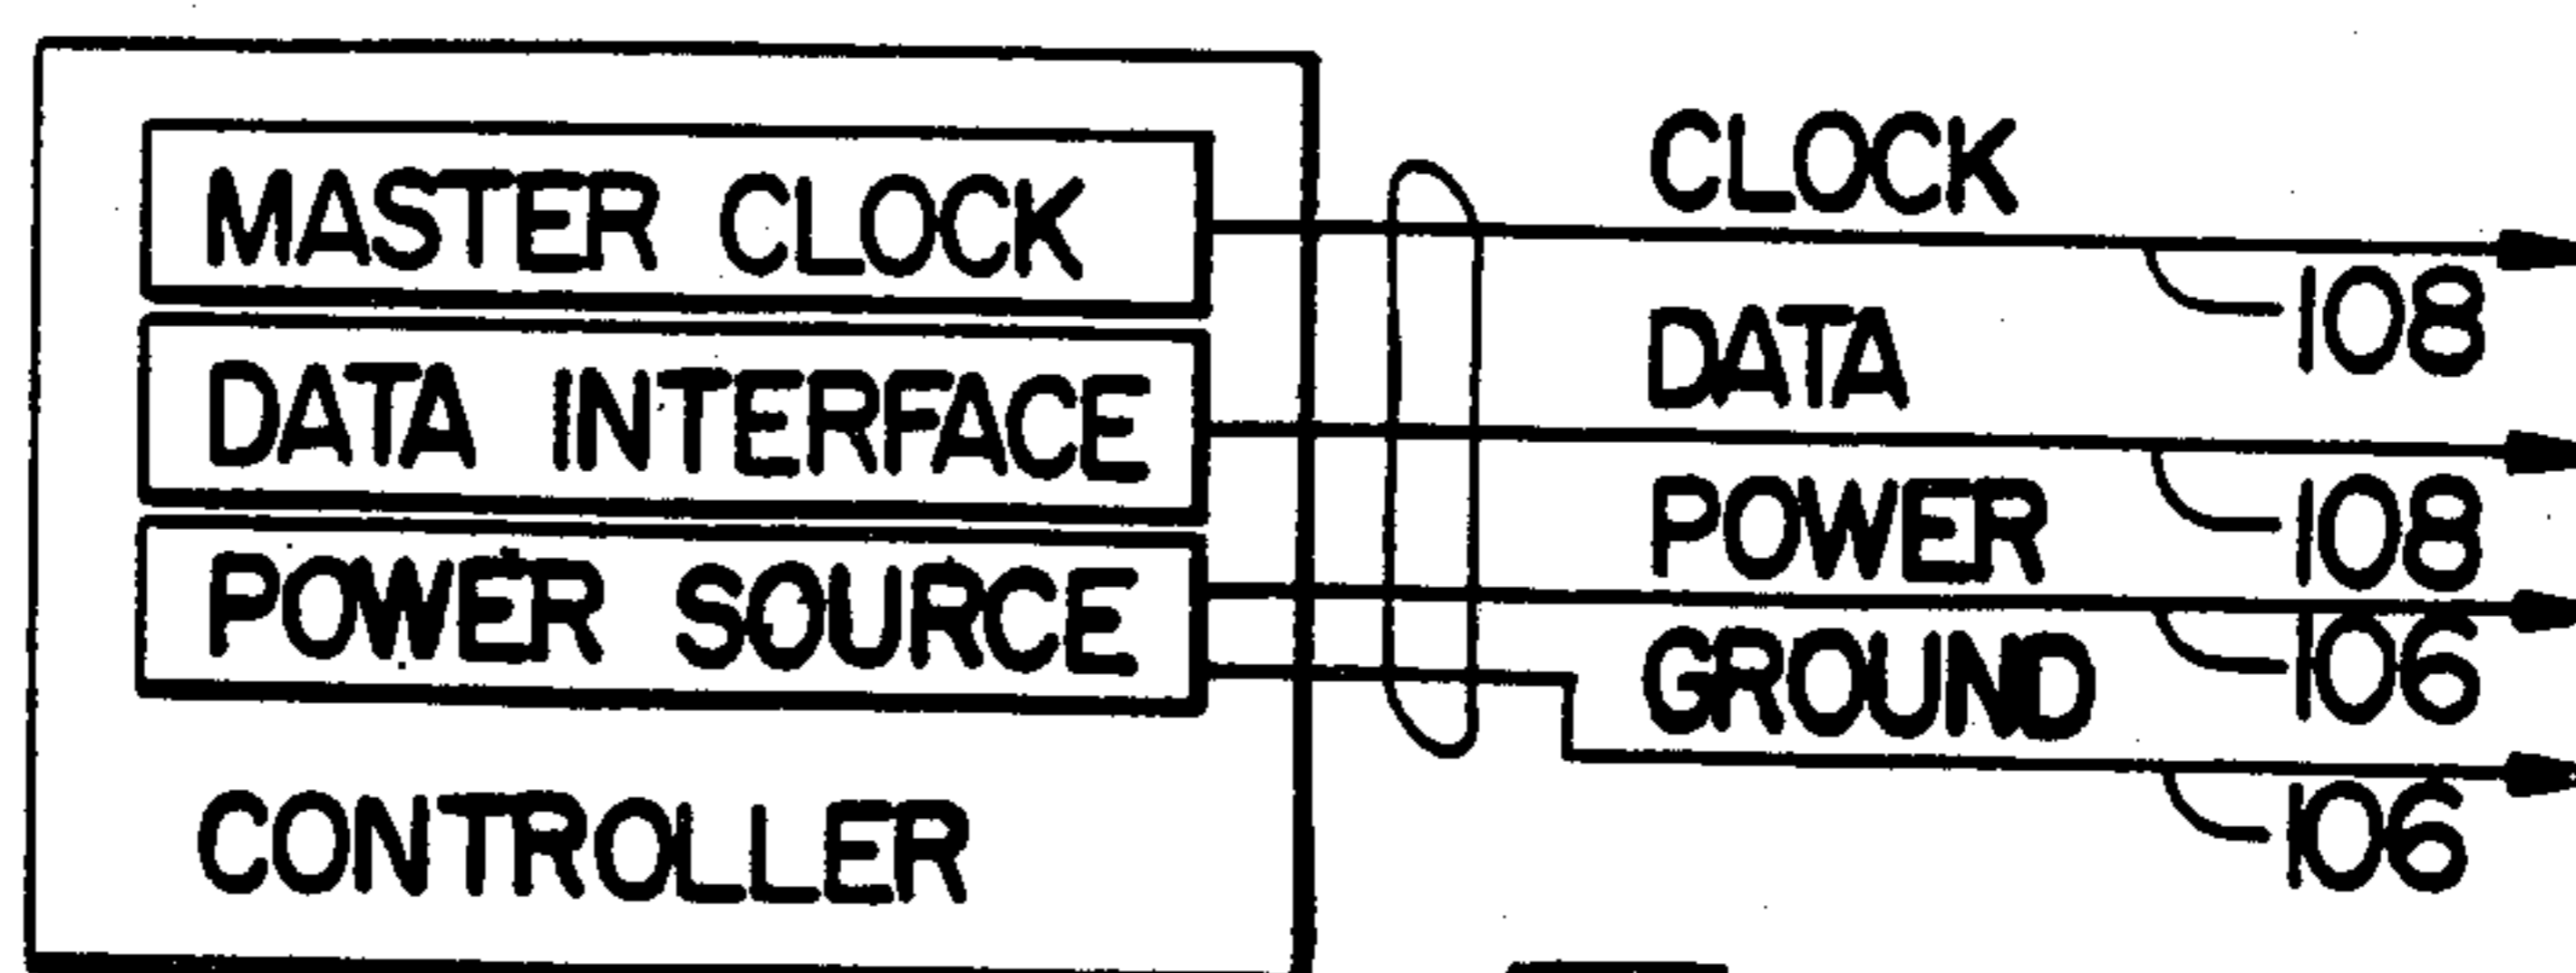 MASTER CLOCK
DATA INTERFACE
POWER SOURCE
CONTROLLER
CLOCK
108
DATA
108
POWER
106
GROUND
106